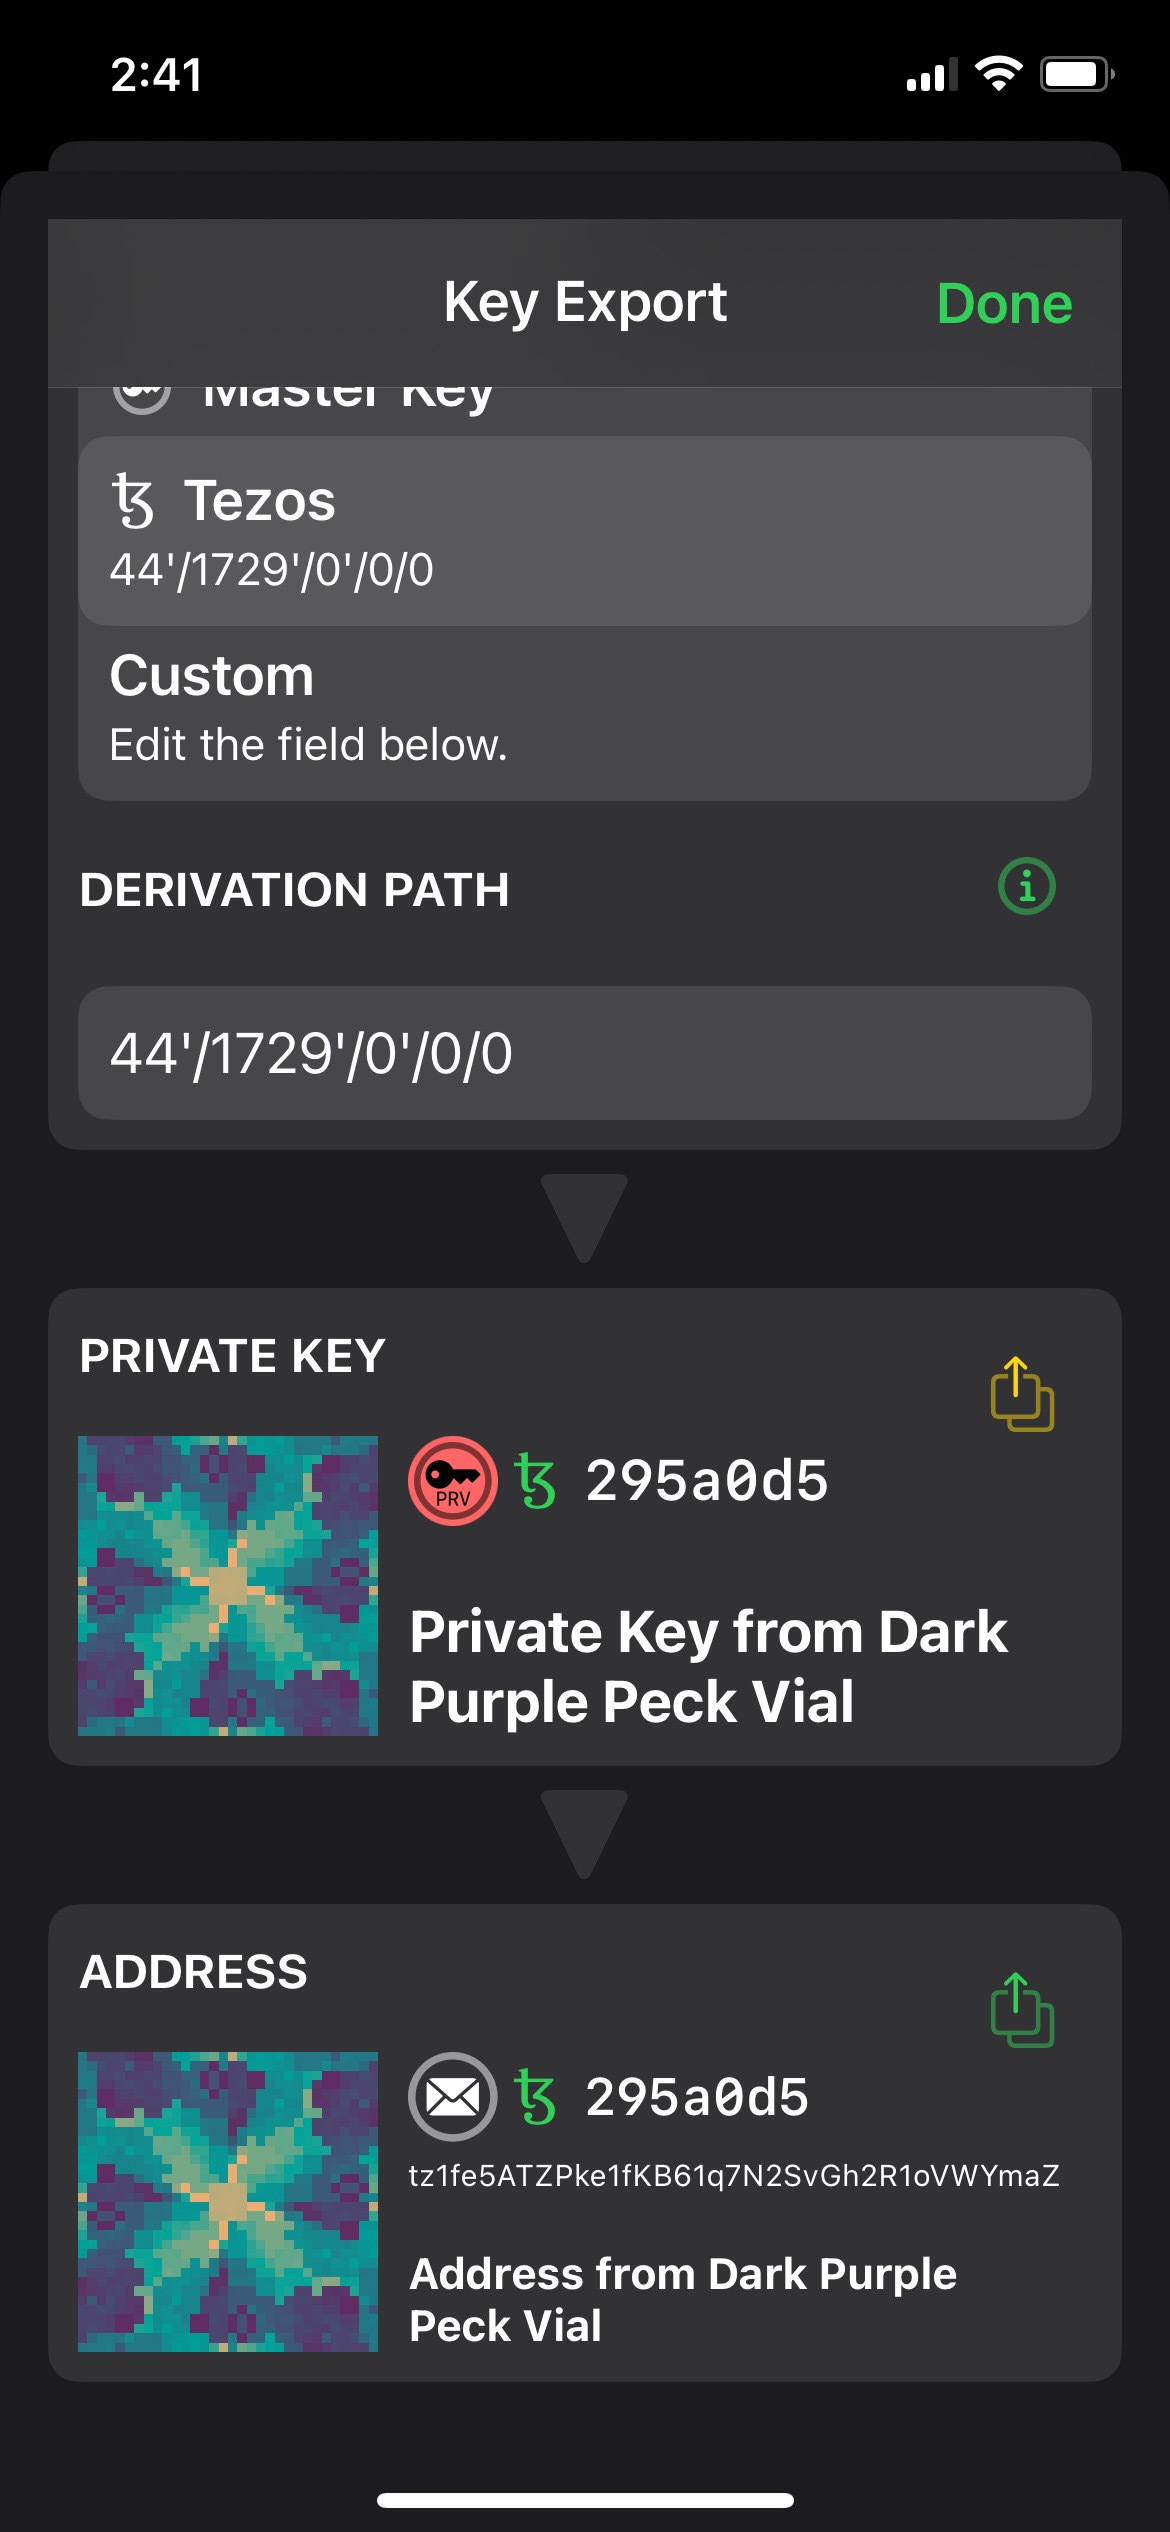 2:41
Key Export
Done
Master Key
ꜩ Tezos
44'/1729'/0'/0/0
Custom
Edit the field below.
DERIVATION PATH
44'/1729'/0'/0/0
PRIVATE KEY
PRV ꜩ 295a0d5
Private Key from Dark
Purple Peck Vial
ADDRESS
ꜩ 295a0d5
tz1fe5ATZPke1fKB61q7N2SvGh2R1oVWYmaZ
Address from Dark Purple
Peck Vial